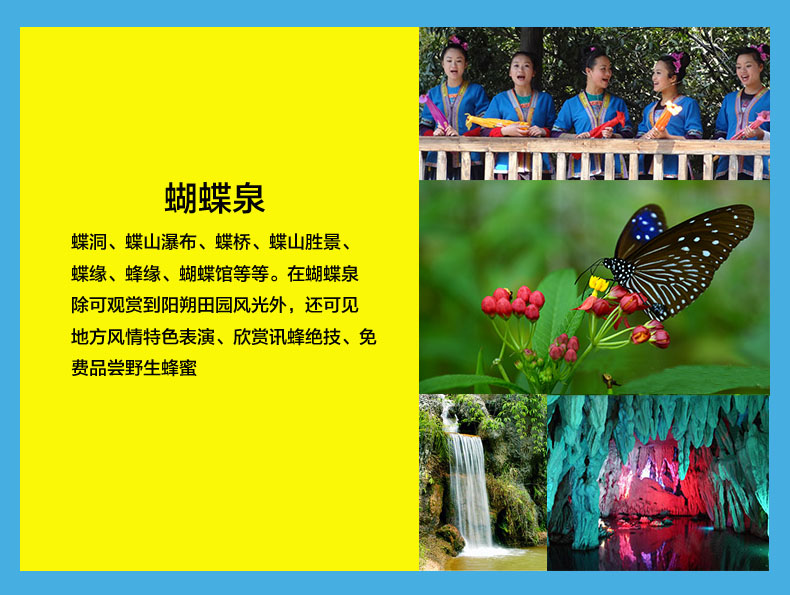 蝴蝶泉
蝶洞、蝶山瀑布、蝶桥、蝶山胜景、
蝶缘、蜂缘、蝴蝶馆等等。在蝴蝶泉
除可观赏到阳朔田园风光外，还可见
地方风情特色表演、欣赏讯蜂绝技、免
费品尝野生蜂蜜